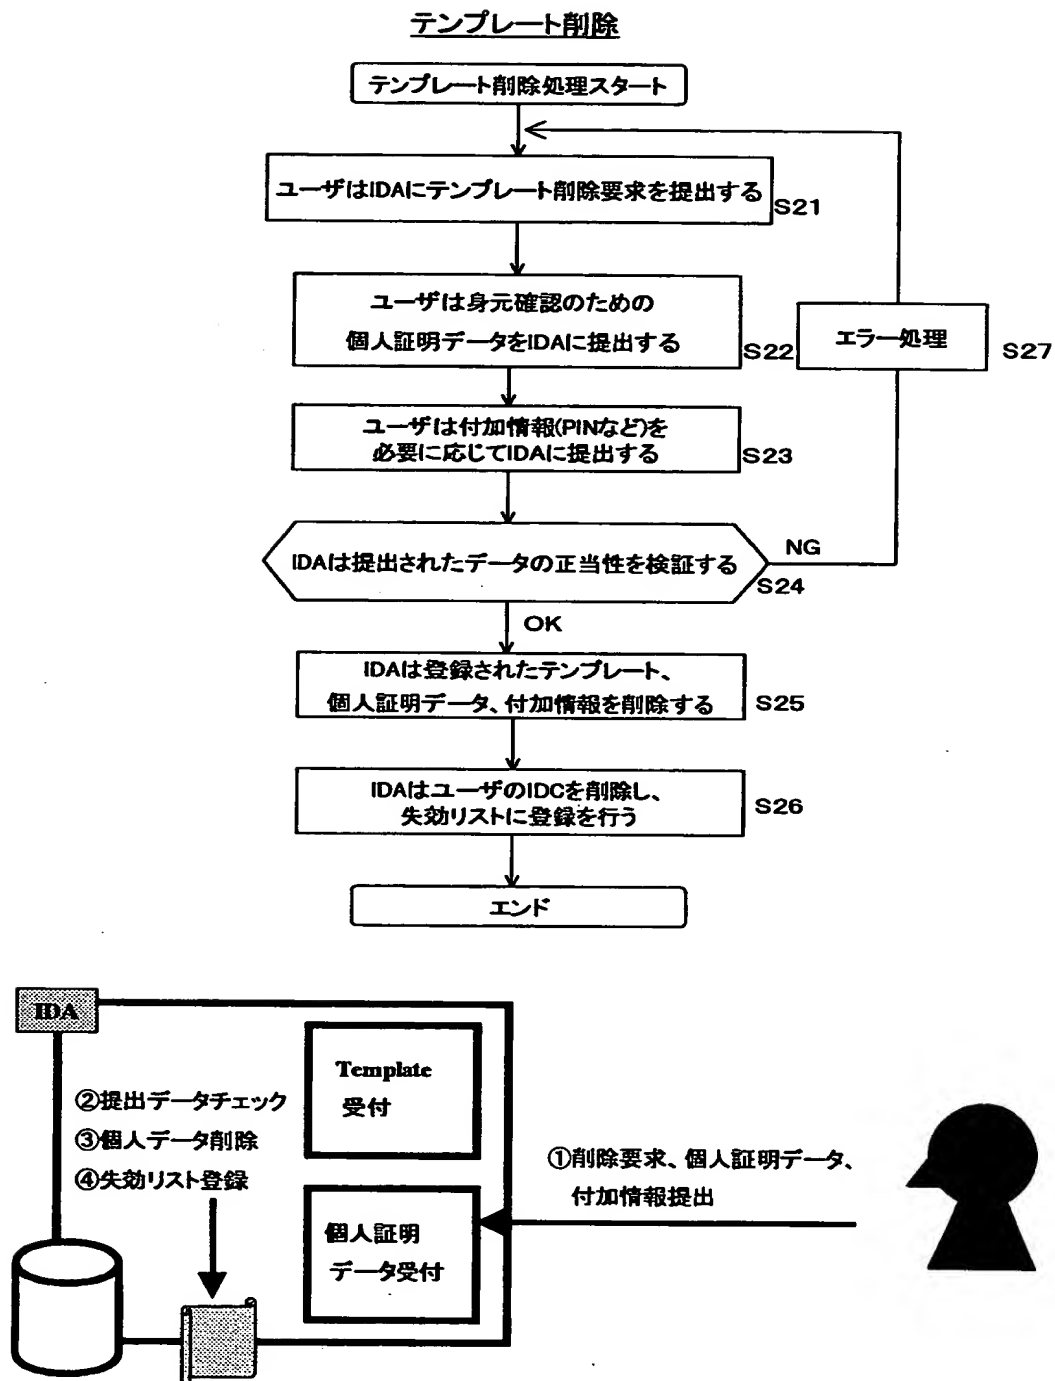 テンプレート削除
テンプレート削除処理スタート
ユーザはIDAにテンプレート削除要求を提出する
S21
ユーザは身元確認のための
個人証明データをIDAに提出する
S22
エラー処理
S27
ユーザは付加情報(PINなど)を
必要に応じてIDAに提出する
S23
IDAは提出されたデータの正当性を検証する
NG
S24
OK
IDAは登録されたテンプレート、
個人証明データ、付加情報を削除する
S25
IDAはユーザのIDCを削除し、
失効リストに登録を行う
S26
エンド
IDA
Template
受付
②提出データチェック
③個人データ削除
④失効リスト登録
①削除要求、個人証明データ、
付加情報提出
個人証明
データ受付